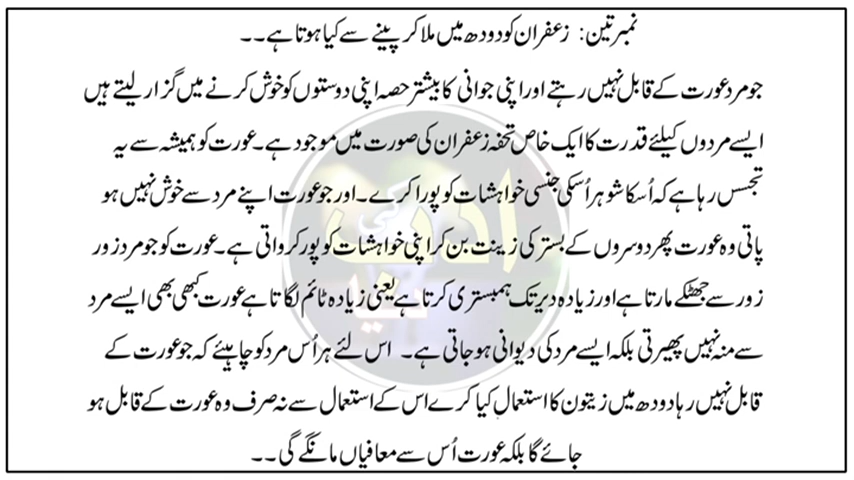 نمبر تین: زعفران کو دودھ میں ملا کر پینے سے کیا ہوتا ہے۔۔
جو مرد عورت کے قابل نہیں رہتے اور اپنی جوانی کا بیشتر حصہ اپنی دوستوں کو خوش کرنے میں گزار لیتے ہیں
ایسے مردوں کیلئے قدرت کا ایک خاص تحفہ زعفران کی صورت میں موجود ہے۔ عورت کو ہمیشہ سے یہ
تجسس رہا ہے کہ اُسکا شوہر اُسکی جنسی خواہشات کو پورا کرے۔ اور جو عورت اپنے مرد سے خوش نہیں ہو
پاتی وہ عورت پھر دوسروں کے بستر کی زینت بن کر اپنی خواہشات کو پور کرواتی ہے۔ عورت کو جو مرد زور
زور سے جھٹکے مارتا ہے اور زیادہ دیر تک ہمبستری کرتا ہے یعنی زیادہ ٹائم لگاتا ہے عورت کبھی بھی ایسے مرد
سے منہ نہیں پھیرتی بلکہ ایسے مرد کی دیوانی ہو جاتی ہے۔ اس لئے ہر اُس مرد کو چاہیئے کہ جو عورت کے
قابل نہیں رہا دودھ میں زیتون کا استعمال کیا کرے اس کے استعمال سے نہ صرف وہ عورت کے قابل ہو
جائے گا بلکہ عورت اُس سے معافیاں مانگے گی۔۔
ادب